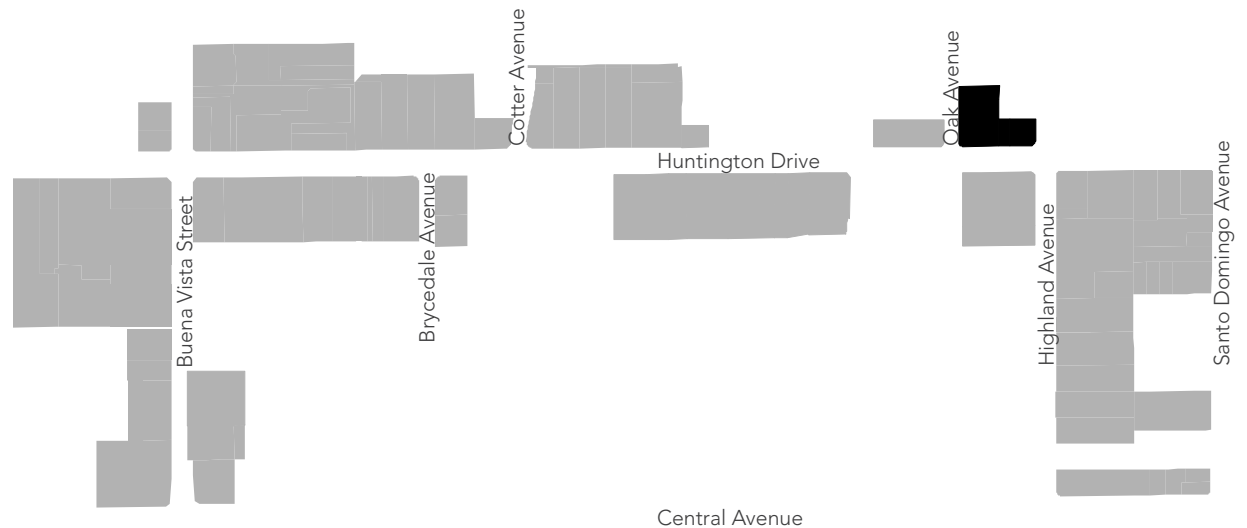 Cotter Avenue
Oak Avenue
Huntington Drive
Buena Vista Street
Brycedale Avenue
Highland Avenue
Santo Domingo Avenue
Central Avenue